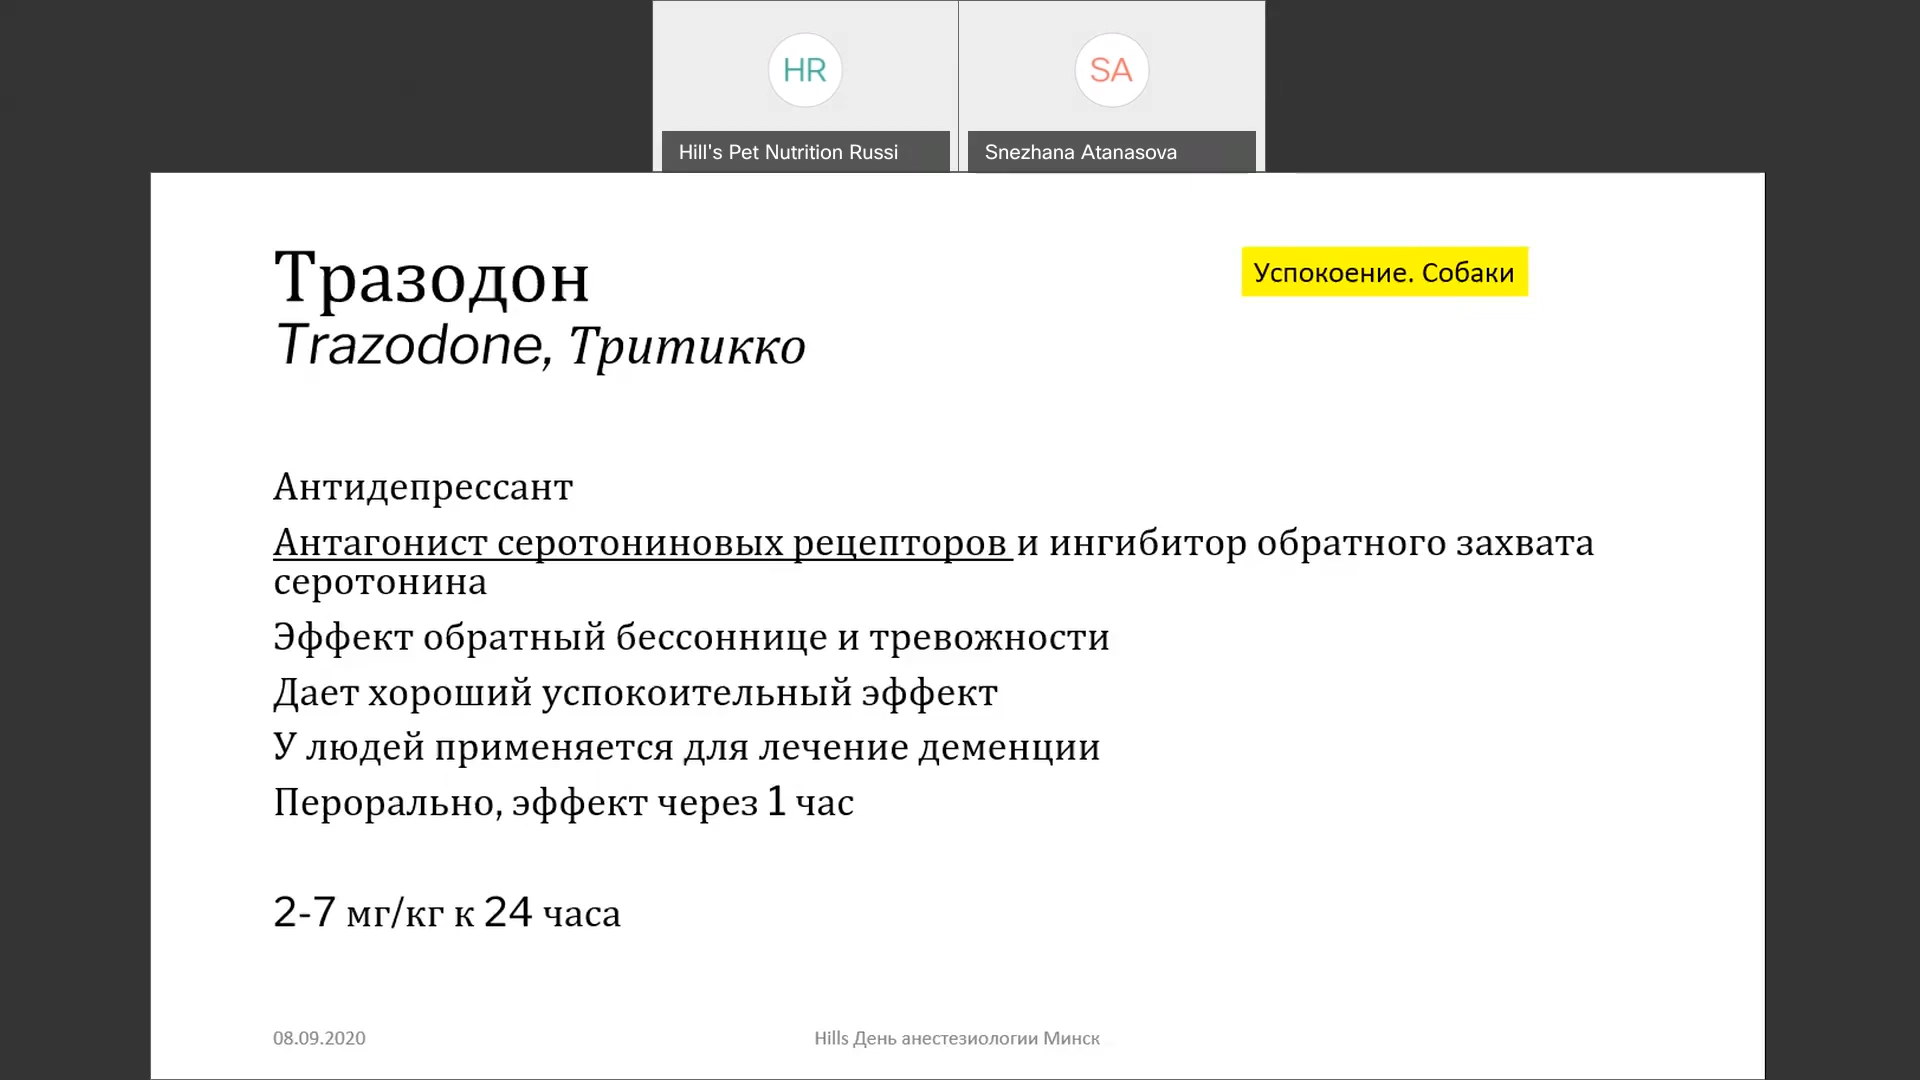 HR
SA
Hill's Pet Nutrition Russi
Snezhana Atanasova
Тразодон
Trazodone, Тритикко
Успокоение. Собаки
Антидепрессант
Антагонист серотониновых рецепторов и ингибитор обратного захвата
серотонина
Эффект обратный бессоннице и тревожности
Дает хороший успокоительный эффект
У людей применяется для лечение деменции
Перорально, эффект через 1 час
2-7 мг/кг к 24 часа
08.09.2020
Hills День анестезиологии Минск